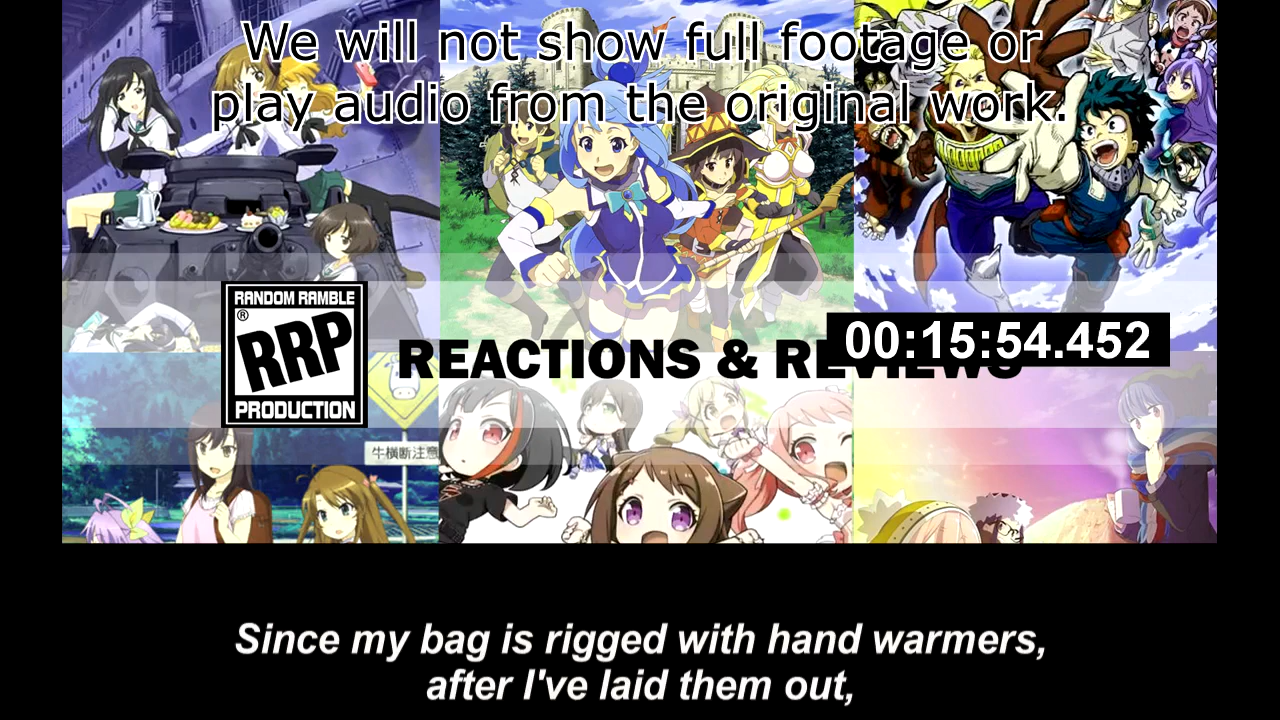 We will not show full footage or
play audio from the original work.
RANDOM RAMBLE
®
RRP
PRODUCTION
REACTIONS & REVIEWS
00:15:54.452
牛横断注意
Since my bag is rigged with hand warmers,
after I've laid them out,